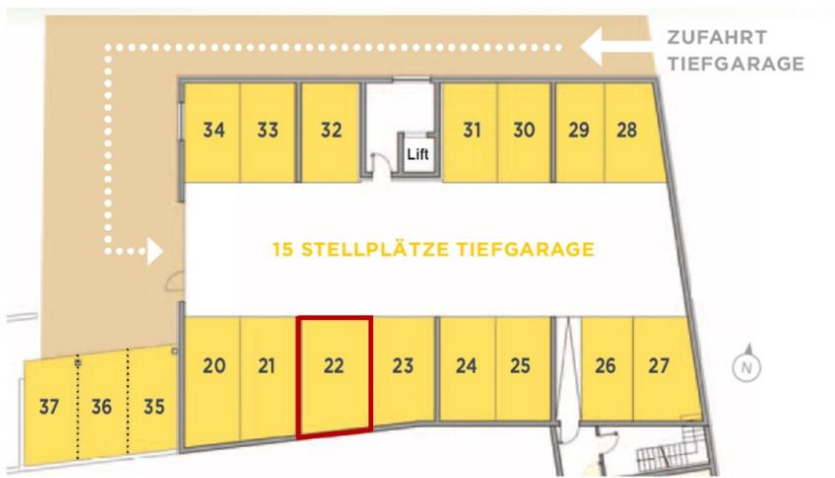 ZUFAHRT
TIEFGARAGE
34 33 32 31 30 29 28
Lift
15 STELLPLÄTZE TIEFGARAGE
20 21 22 23 24 25 26 27
37 36 35
N